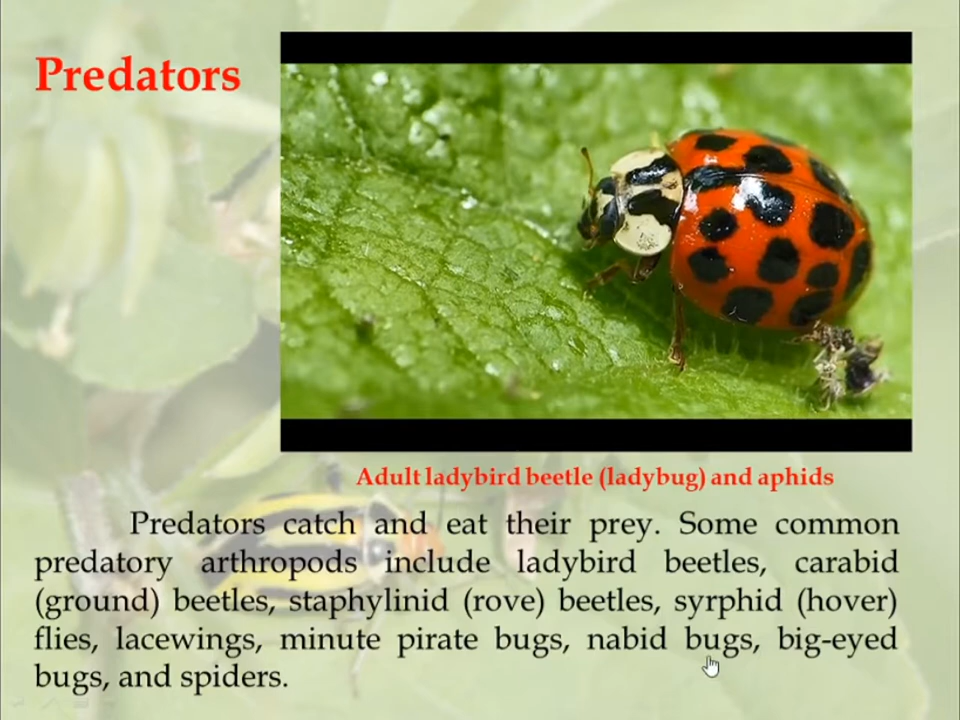 Predators
Adult ladybird beetle (ladybug) and aphids
Predators catch and eat their prey. Some common
predatory arthropods include ladybird beetles, carabid
(ground) beetles, staphylinid (rove) beetles, syrphid (hover)
flies, lacewings, minute pirate bugs, nabid bugs, big-eyed
bugs, and spiders.